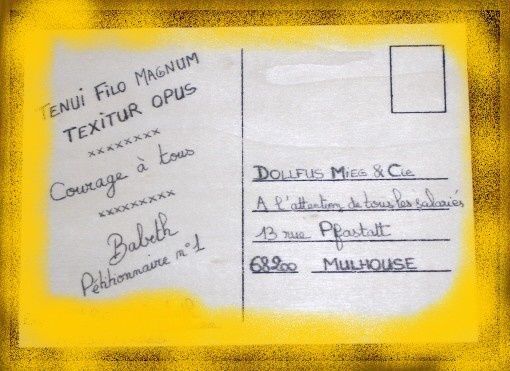 TENUI FILO MAGNUM
TEXITUR OPUS
xxxxxxxx
Courage à tous
xxxxxxxxx
Babeth
Pétitionnaire n°1
DOLLFUS MIEG & Cie
A l'attention de tous les salariés
13 rue Pfastatt
68200 MULHOUSE